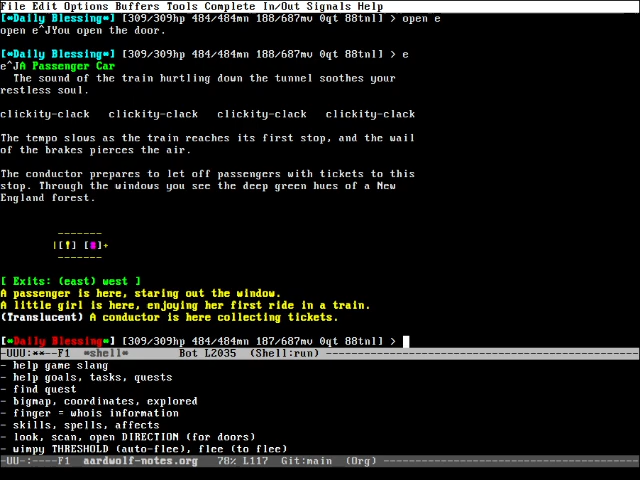 File Edit Options Buffers Tools Complete In/Out Signals Help
[*Daily Blessing*] [309/309hp 484/484mn 188/687mv 0qt 88tnl] > open e
open e^JYou open the door.
[*Daily Blessing*] [309/309hp 484/484mn 188/687mv 0qt 88tnl] > e
e^JA Passenger Car
The sound of the train hurtling down the tunnel soothes your
restless soul.
clickity-clack clickity-clack clickity-clack clickity-clack
The tempo slows as the train reaches its first stop, and the wail
of the brakes pierces the air.
The conductor prepares to let off passengers with tickets to this
stop. Through the windows you see the deep green hues of a New
England forest.
-------
|[!] [■]+
-------
[ Exits: (east) west ]
A passenger is here, staring out the window.
A little girl is here, enjoying her first ride in a train.
(Translucent) A conductor is here collecting tickets.
[*Daily Blessing*] [309/309hp 484/484mn 187/687mv 0qt 88tnl] >
-UUU:**--F1 *shell* Bot L2035 (Shell:run) ----------------------------------------
- help game slang
- help goals, tasks, quests
- find quest
- bigmap, coordinates, explored
- finger = whois information
- skills, spells, affects
- look, scan, open DIRECTION (for doors)
- wimpy THRESHOLD (auto-flee), flee (to flee)
-UU-:----F1 aardwolf-notes.org 78% L117 Git:main (Org) --------------------------------